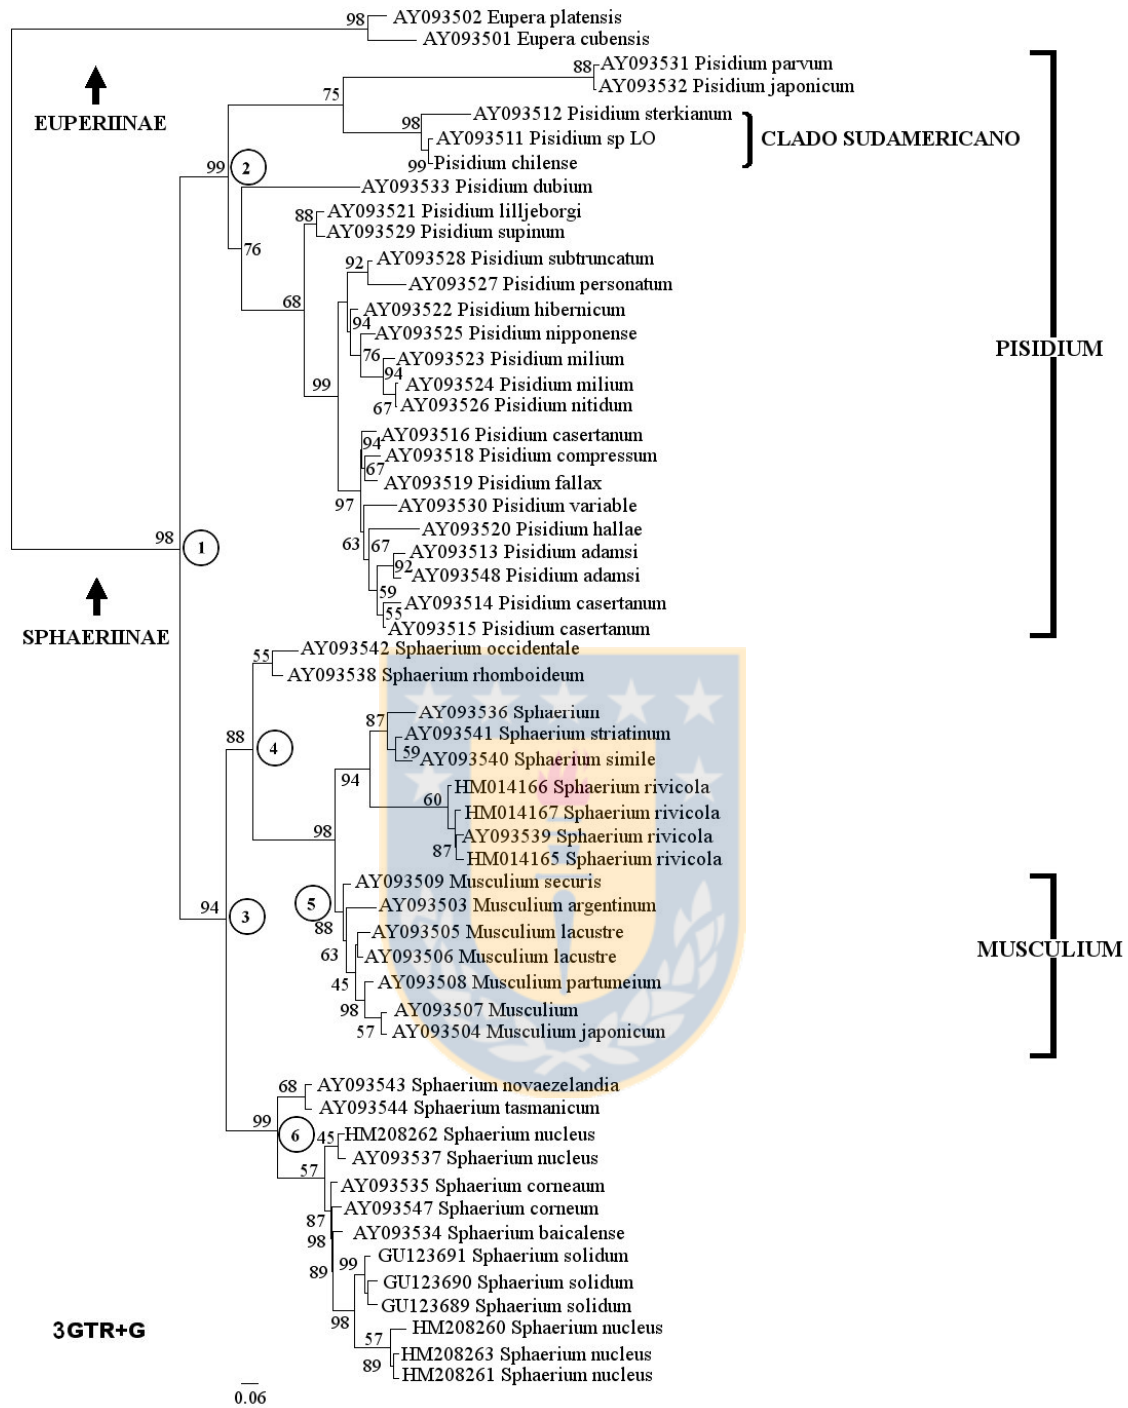 98 AY093502 Eupera platensis
AY093501 Eupera cubensis
88 AY093531 Pisidium parvum
AY093532 Pisidium japonicum
EUPERIINAE
75
98 AY093512 Pisidium sterkianum
AY093511 Pisidium sp LO
99 Pisidium chilense
CLADO SUDAMERICANO
99 2
AY093533 Pisidium dubium
88 AY093521 Pisidium lilljeborgi
AY093529 Pisidium supinum
76
92 AY093528 Pisidium subtruncatum
AY093527 Pisidium personatum
68
AY093522 Pisidium hibernicum
94
AY093525 Pisidium nipponense
76 AY093523 Pisidium milium
94
AY093524 Pisidium milium
67 AY093526 Pisidium nitidum
99
PISIDIUM
AY093516 Pisidium casertanum
94
AY093518 Pisidium compressum
67
AY093519 Pisidium fallax
97 AY093530 Pisidium variable
AY093520 Pisidium hallae
63 67
AY093513 Pisidium adamsi
92
AY093548 Pisidium adamsi
59
AY093514 Pisidium casertanum
55
AY093515 Pisidium casertanum
98 1
SPHAERIINAE
55 AY093542 Sphaerium occidentale
AY093538 Sphaerium rhomboideum
87 AY093536 Sphaerium
AY093541 Sphaerium striatinum
59
AY093540 Sphaerium simile
88 4
94
HM014166 Sphaerium rivicola
60
HM014167 Sphaerium rivicola
AY093539 Sphaerium rivicola
87
HM014165 Sphaerium rivicola
98
AY093509 Musculium securis
5
AY093503 Musculium argentinum
94 3
88
AY093505 Musculium lacustre
63
AY093506 Musculium lacustre
MUSCULIUM
45 AY093508 Musculium partumeium
98 AY093507 Musculium
57 AY093504 Musculium japonicum
68 AY093543 Sphaerium novaezelandia
AY093544 Sphaerium tasmanicum
99 6
45 HM208262 Sphaerium nucleus
AY093537 Sphaerium nucleus
57
AY093535 Sphaerium corneaum
AY093547 Sphaerium corneum
87
AY093534 Sphaerium baicalense
98
99 GU123691 Sphaerium solidum
89
GU123690 Sphaerium solidum
GU123689 Sphaerium solidum
98
HM208260 Sphaerium nucleus
57
HM208263 Sphaerium nucleus
89
HM208261 Sphaerium nucleus
3GTR+G
0.06